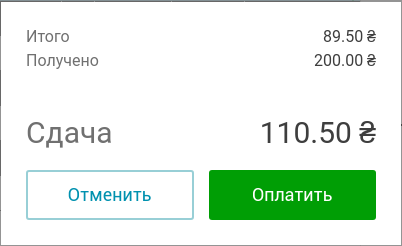 Итого 89.50 ₴
Получено 200.00 ₴
Сдача 110.50 ₴
Отменить Оплатить